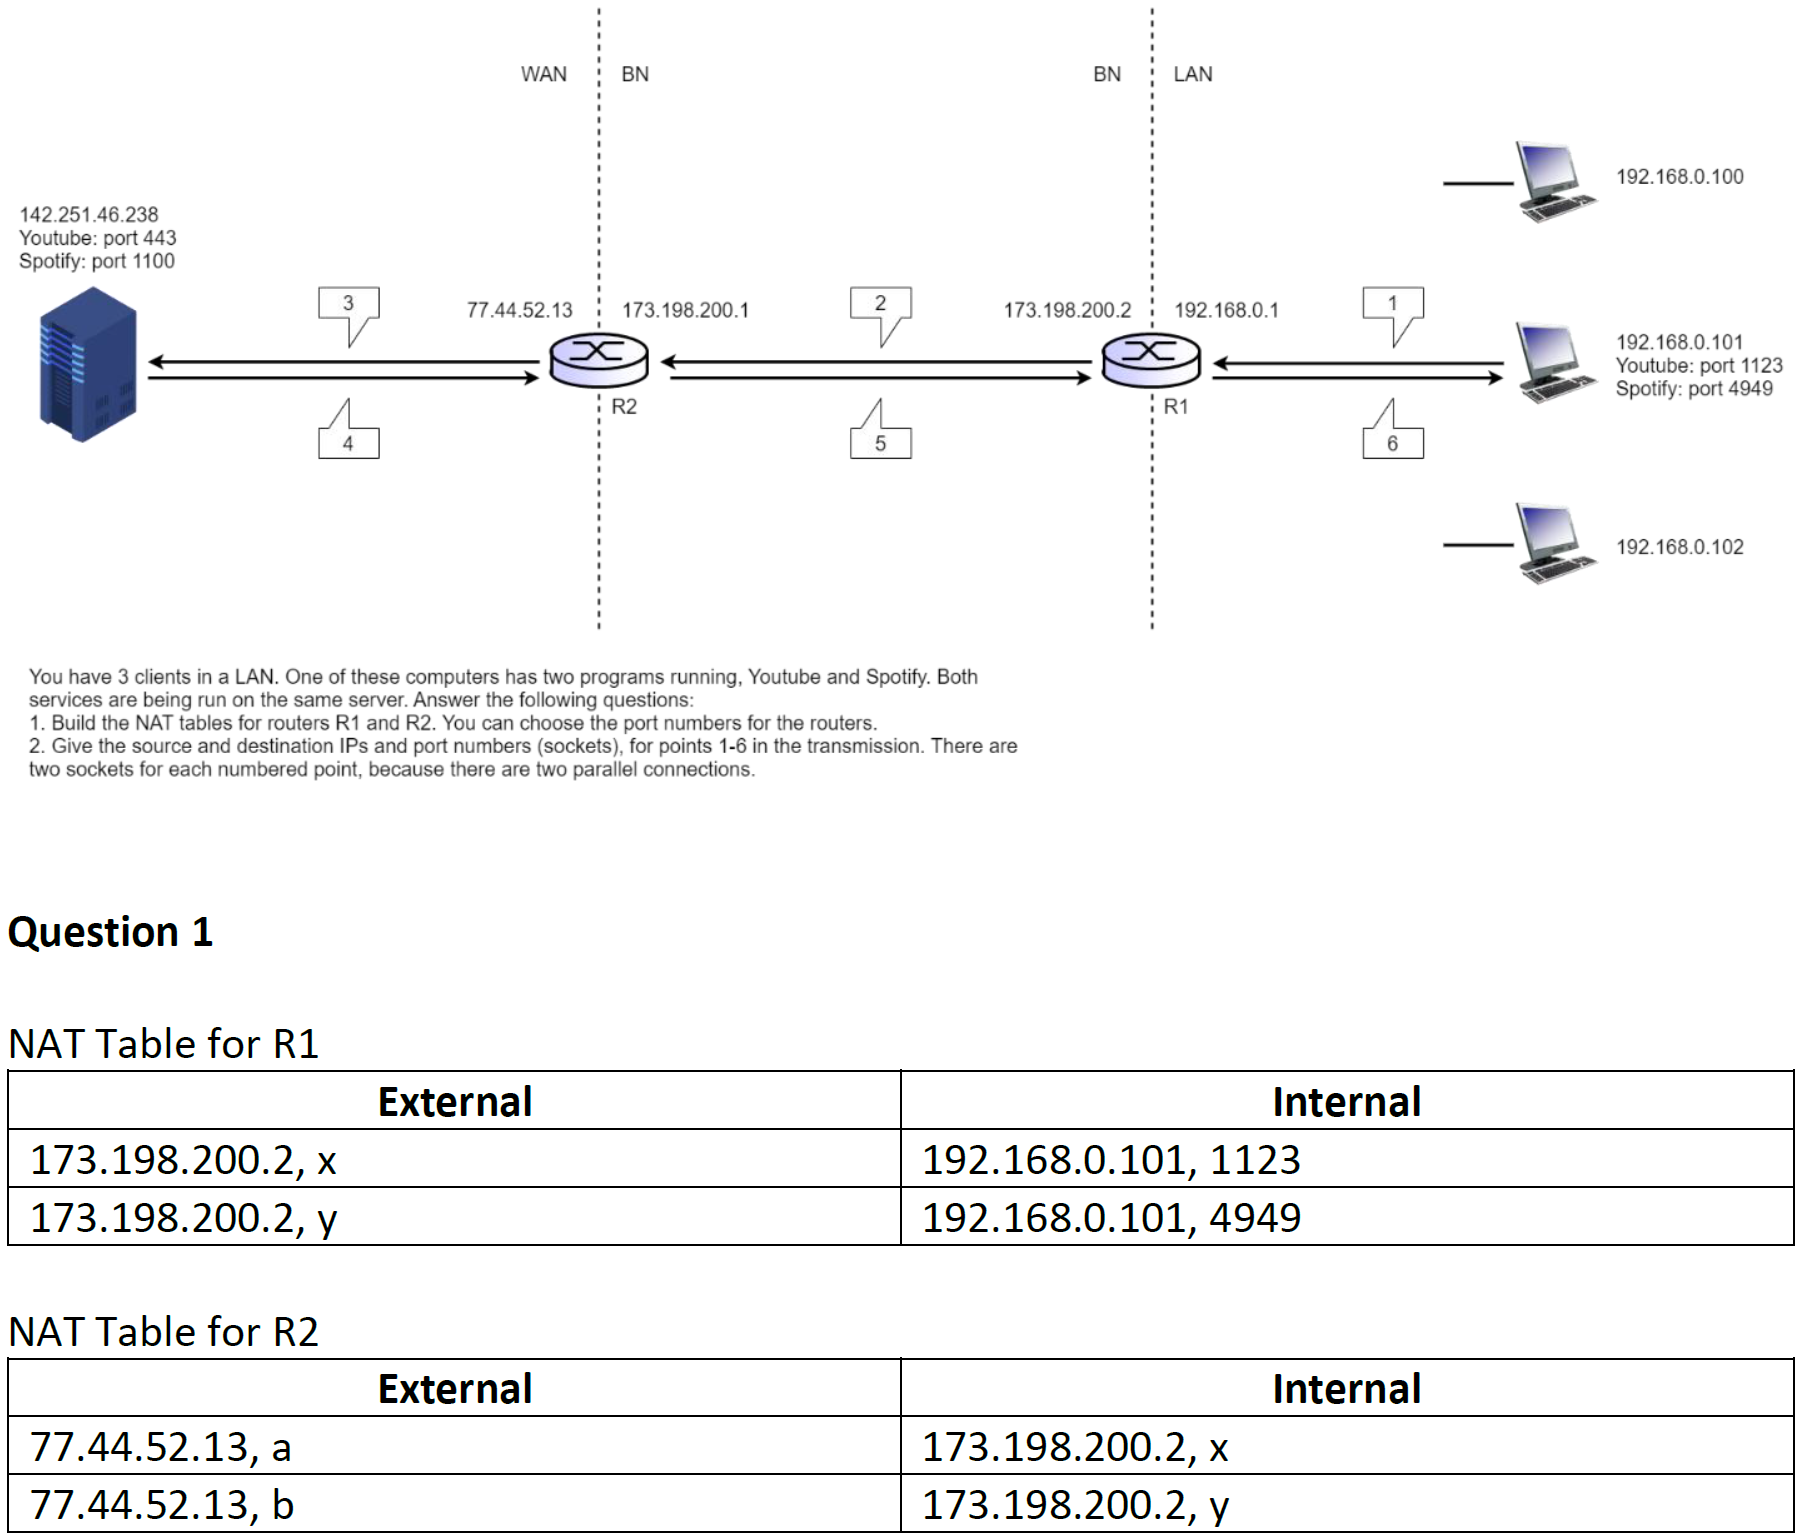 WAN
BN
BN
LAN
192.168.0.100
142.251.46.238
Youtube: port 443
Spotify: port 1100
3
77.44.52.13
173.198.200.1
2
173.198.200.2
192.168.0.1
1
192.168.0.101
Youtube: port 1123
Spotify: port 4949
R2
R1
4
5
6
192.168.0.102
You have 3 clients in a LAN. One of these computers has two programs running, Youtube and Spotify. Both
services are being run on the same server. Answer the following questions:
1. Build the NAT tables for routers R1 and R2. You can choose the port numbers for the routers.
2. Give the source and destination IPs and port numbers (sockets), for points 1-6 in the transmission. There are
two sockets for each numbered point, because there are two parallel connections.
Question 1
NAT Table for R1
External Internal
173.198.200.2, x 192.168.0.101, 1123
173.198.200.2, y 192.168.0.101, 4949
NAT Table for R2
External Internal
77.44.52.13, a 173.198.200.2, x
77.44.52.13, b 173.198.200.2, y